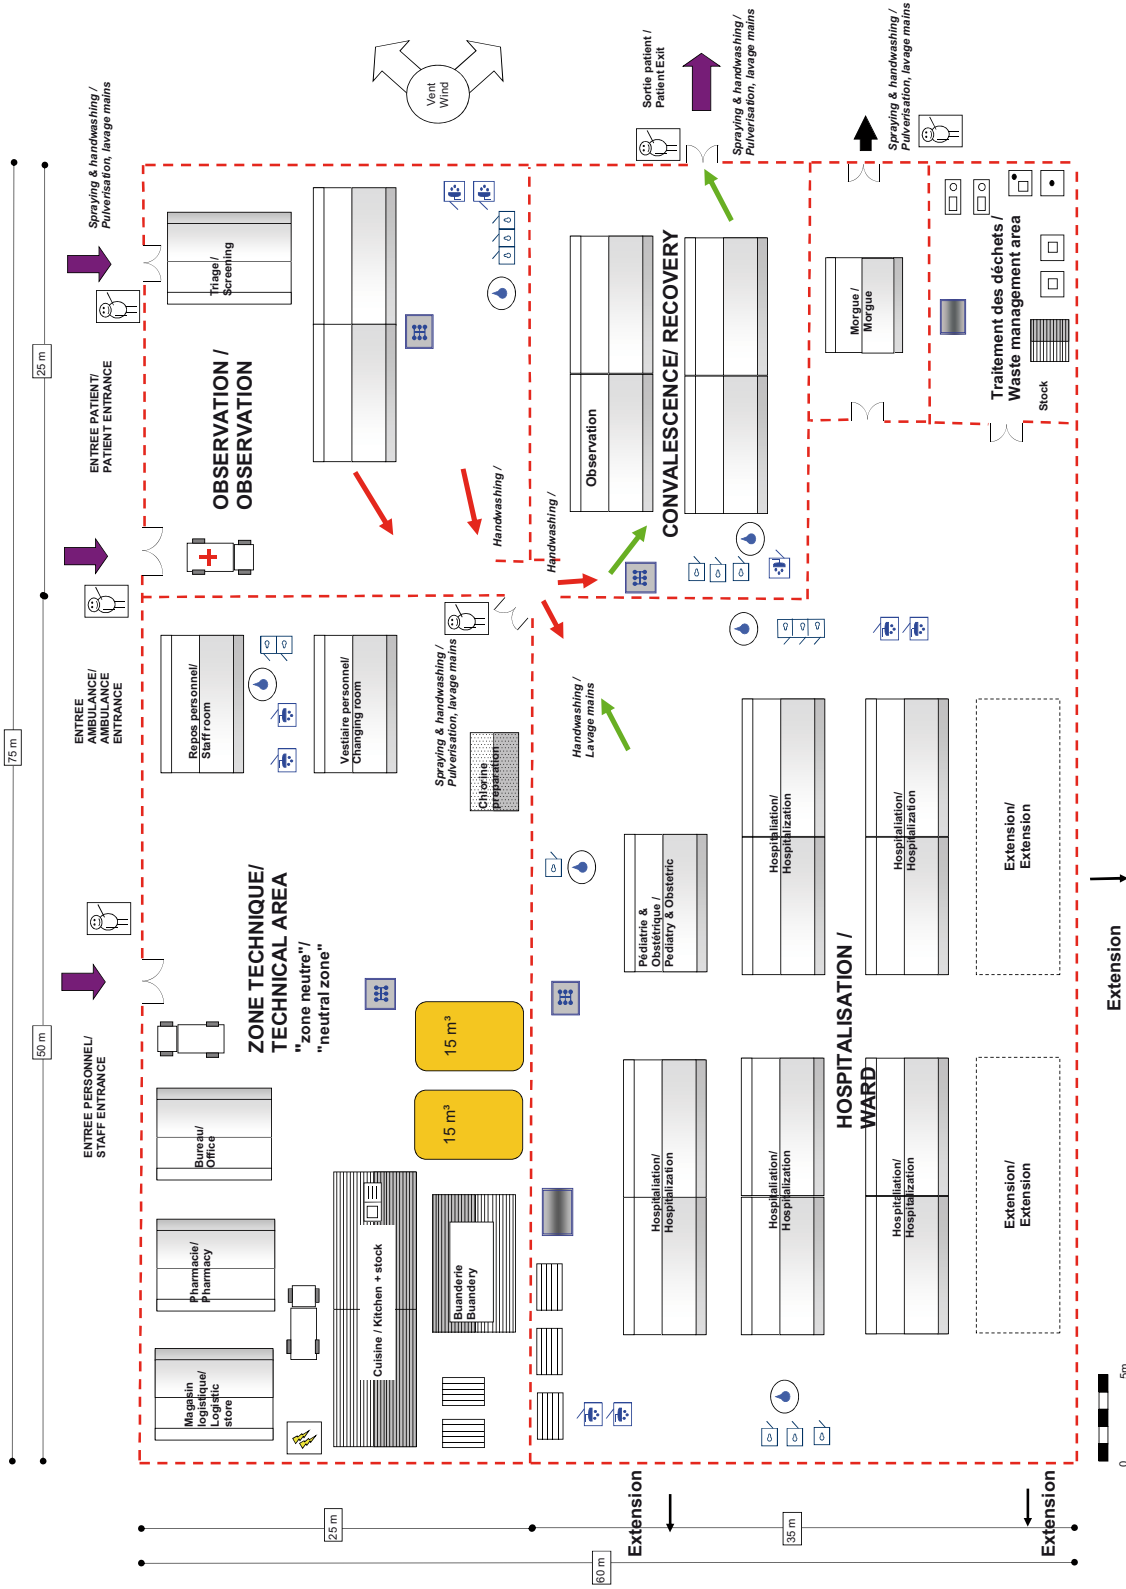 Spraying & handwashing /
Pulverisation, lavage mains
Vent
Wind
Sortie patient /
Patient Exit
Spraying & handwashing /
Pulverisation, lavage mains
Spraying & handwashing /
Pulverisation, lavage mains
25 m
75 m
50 m
ENTREE PATIENT/
PATIENT ENTRANCE
ENTREE
AMBULANCE/
AMBULANCE
ENTRANCE
ENTREE PERSONNEL/
STAFF ENTRANCE
Triage /
Screening
OBSERVATION /
OBSERVATION
Handwashing /
Handwashing /
Observation
CONVALESCENCE/ RECOVERY
Morgue /
Morgue
Traitement des déchets /
Waste management area
Stock
Repos personnel/
Staff room
Vestiaire personnel/
Changing room
Spraying & handwashing /
Pulverisation, lavage mains
Chlorine
preparation
Handwashing /
Lavage mains
ZONE TECHNIQUE/
TECHNICAL AREA
"zone neutre"/
"neutral zone"
15 m³
15 m³
Bureau/
Office
Pharmacie/
Pharmacy
Magasin
logistique/
Logistic
store
Cuisine / Kitchen + stock
Buanderie
Buandery
Pédiatrie &
Obstétrique /
Pediatry & Obstetric
Hospitaliation/
Hospitalization
Hospitaliation/
Hospitalization
HOSPITALISATION /
WARD
Hospitaliation/
Hospitalization
Hospitaliation/
Hospitalization
Hospitaliation/
Hospitalization
Extension/
Extension
Extension/
Extension
Extension
Extension
Extension
25 m
35 m
60 m
0
5m